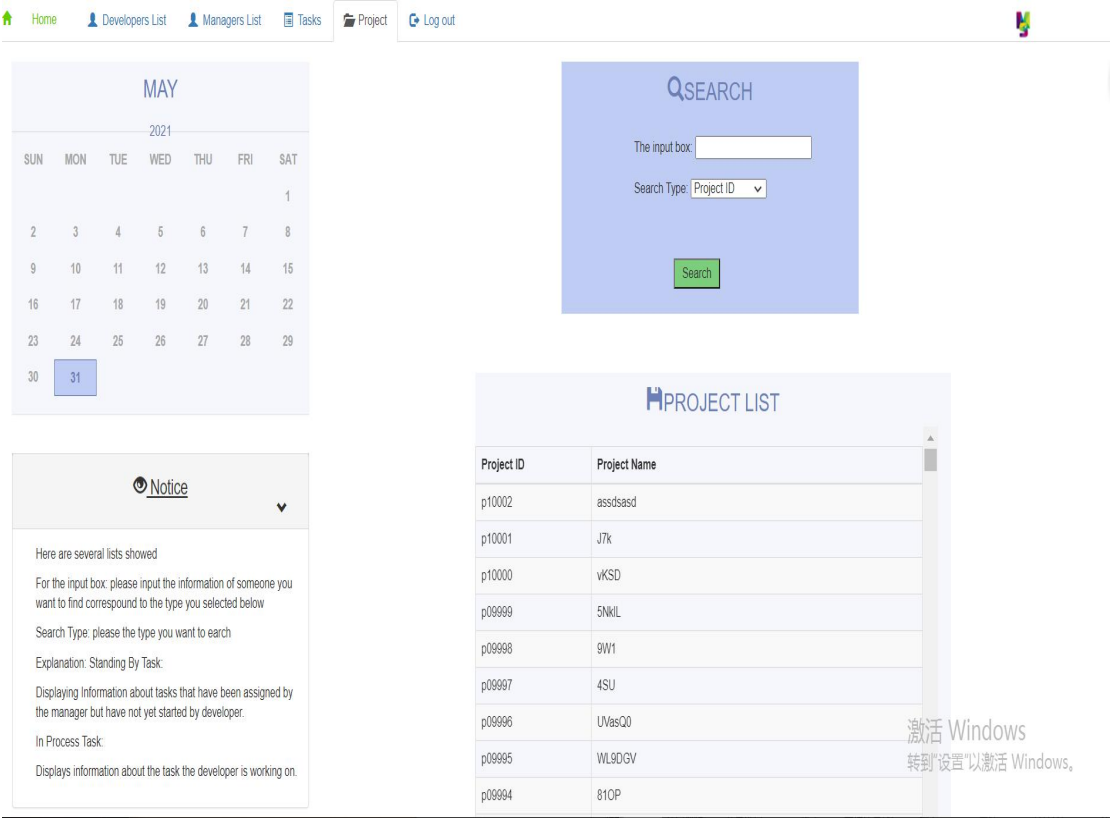 Home Developers List Managers List Tasks Project Log out
MAY
2021
SUN MON TUE WED THU FRI SAT
1
2 3 4 5 6 7 8
9 10 11 12 13 14 15
16 17 18 19 20 21 22
23 24 25 26 27 28 29
30 31
Notice
Here are several lists showed
For the input box: please input the information of someone you
want to find correspound to the type you selected below
Search Type: please the type you want to earch
Explanation: Standing By Task:
Displaying Information about tasks that have been assigned by
the manager but have not yet started by developer.
In Process Task:
Displays information about the task the developer is working on.
SEARCH
The input box:
Search Type: Project ID
Search
PROJECT LIST
Project ID Project Name
p10002 assdsasd
p10001 J7k
p10000 vKSD
p09999 5NklL
p09998 9W1
p09997 4SU
p09996 UVasQ0
p09995 WL9DGV
p09994 81OP
激活 Windows
转到"设置"以激活 Windows。